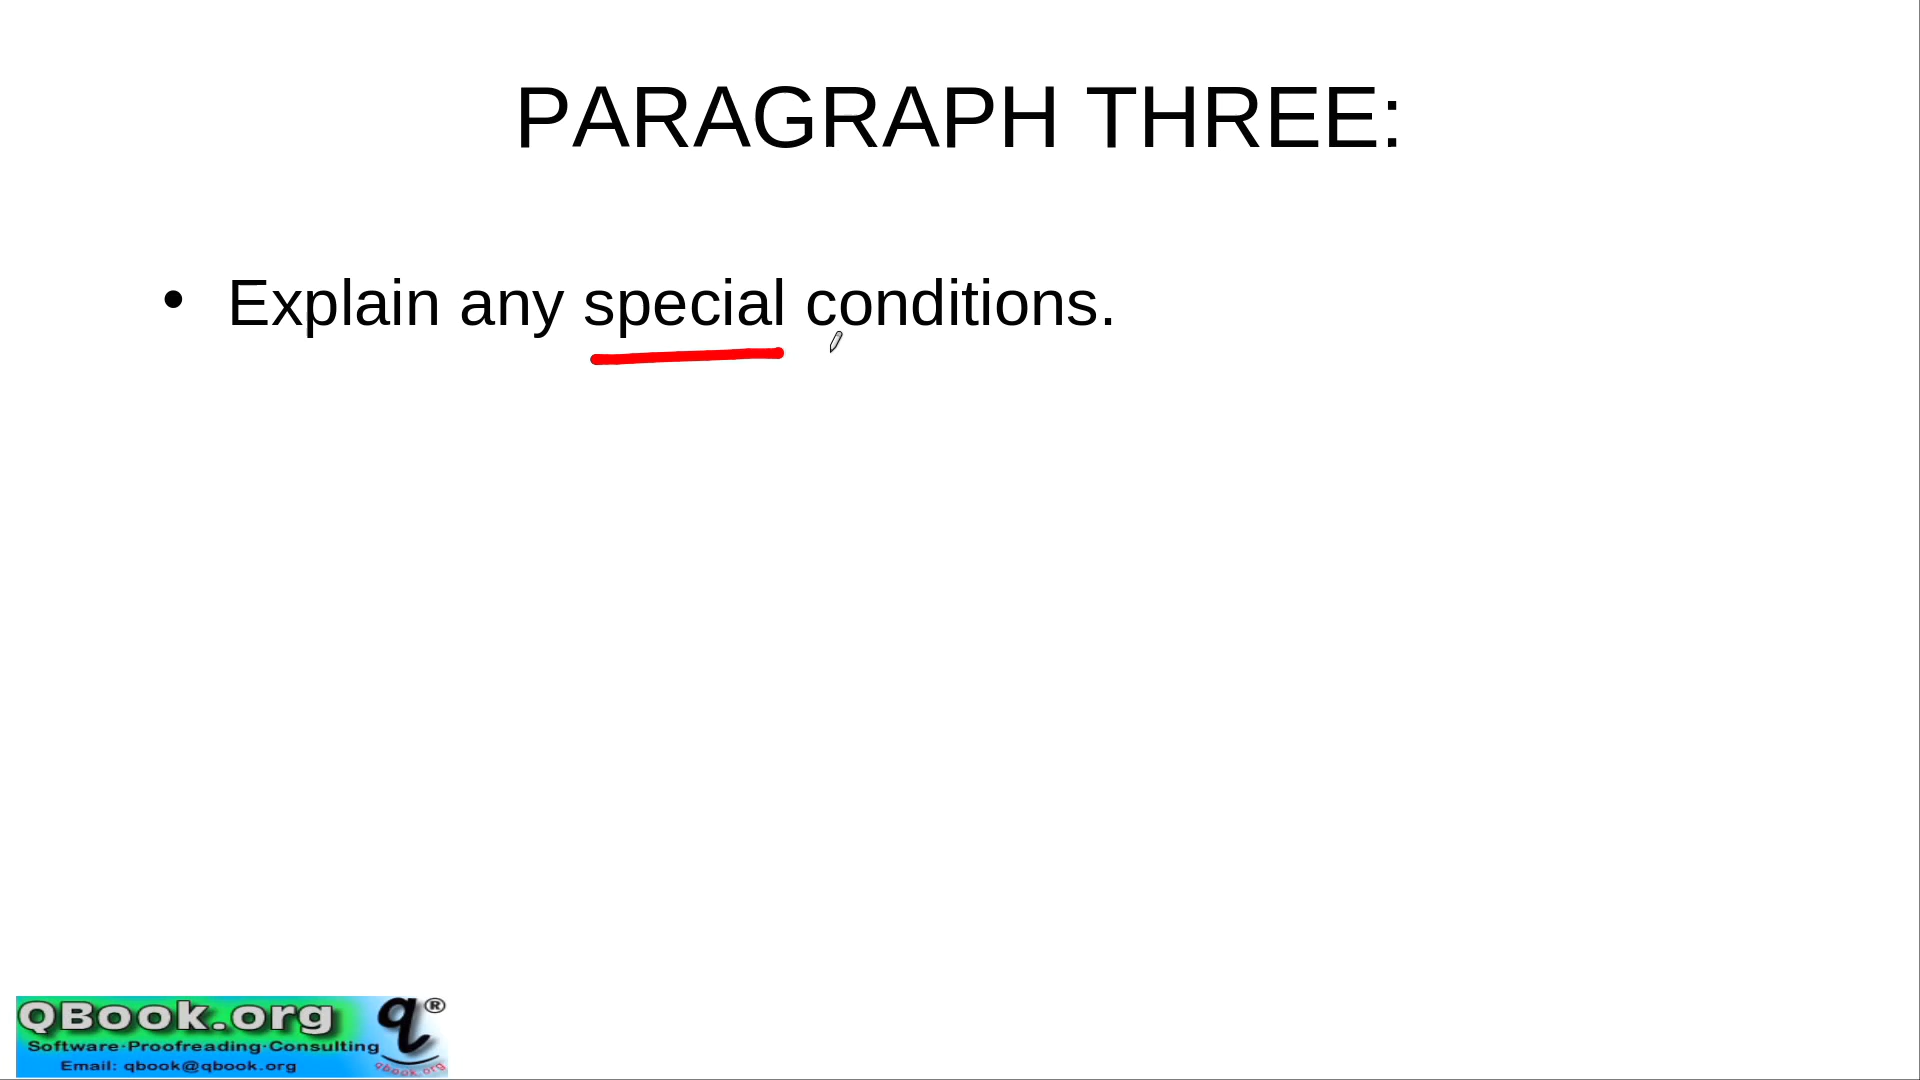 PARAGRAPH THREE:
• Explain any special conditions.
QBook.org
q®
Software·Proofreading·Consulting
Email: qbook@qbook.org
qbook.org